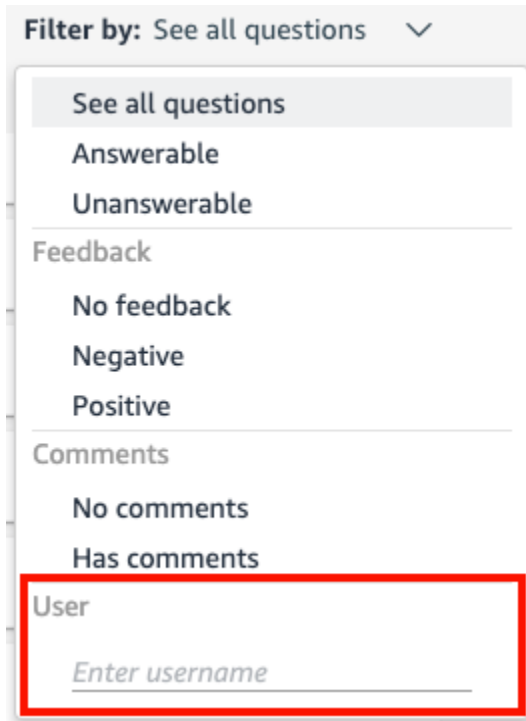 Filter by: See all questions
See all questions
Answerable
Unanswerable
Feedback
No feedback
Negative
Positive
Comments
No comments
Has comments
User
Enter username